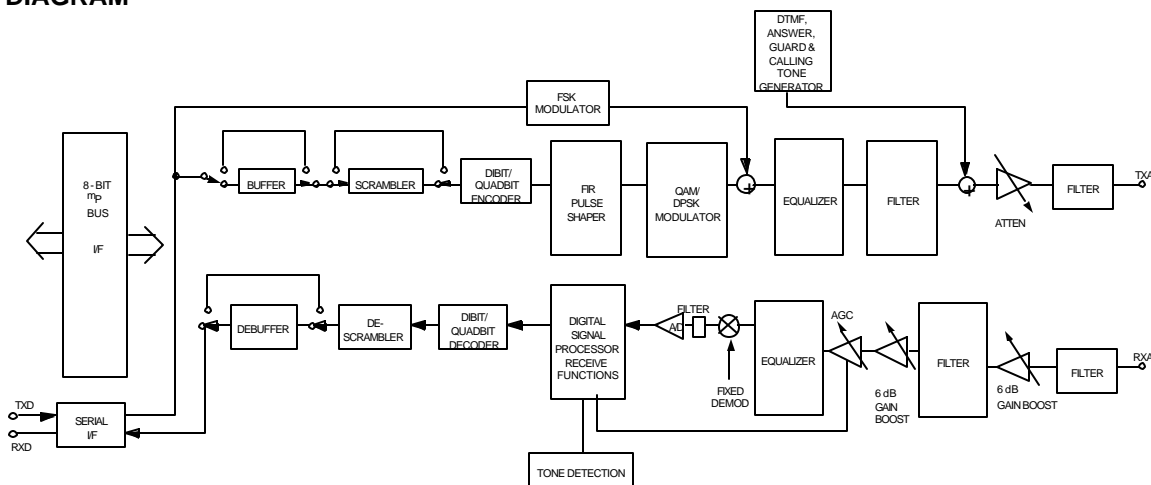 DIAGRAM
DTMF,
ANSWER,
GUARD &
CALLING
TONE
GENERATOR
FSK
MODULATOR
8-BIT
mP
BUS
I/F
BUFFER
SCRAMBLER
DIBIT/
QUADBIT
ENCODER
FIR
PULSE
SHAPER
QAM/
DPSK
MODULATOR
+
EQUALIZER
FILTER
+
ATTEN
FILTER
TXA
DEBUFFER
DE-
SCRAMBLER
DIBIT/
QUADBIT
DECODER
DIGITAL
SIGNAL
PROCESSOR
RECEIVE
FUNCTIONS
AD
FILTER
FIXED
DEMOD
EQUALIZER
AGC
6 dB
GAIN
BOOST
FILTER
6 dB
GAIN BOOST
FILTER
RXA
TXD
RXD
SERIAL
I/F
TONE DETECTION